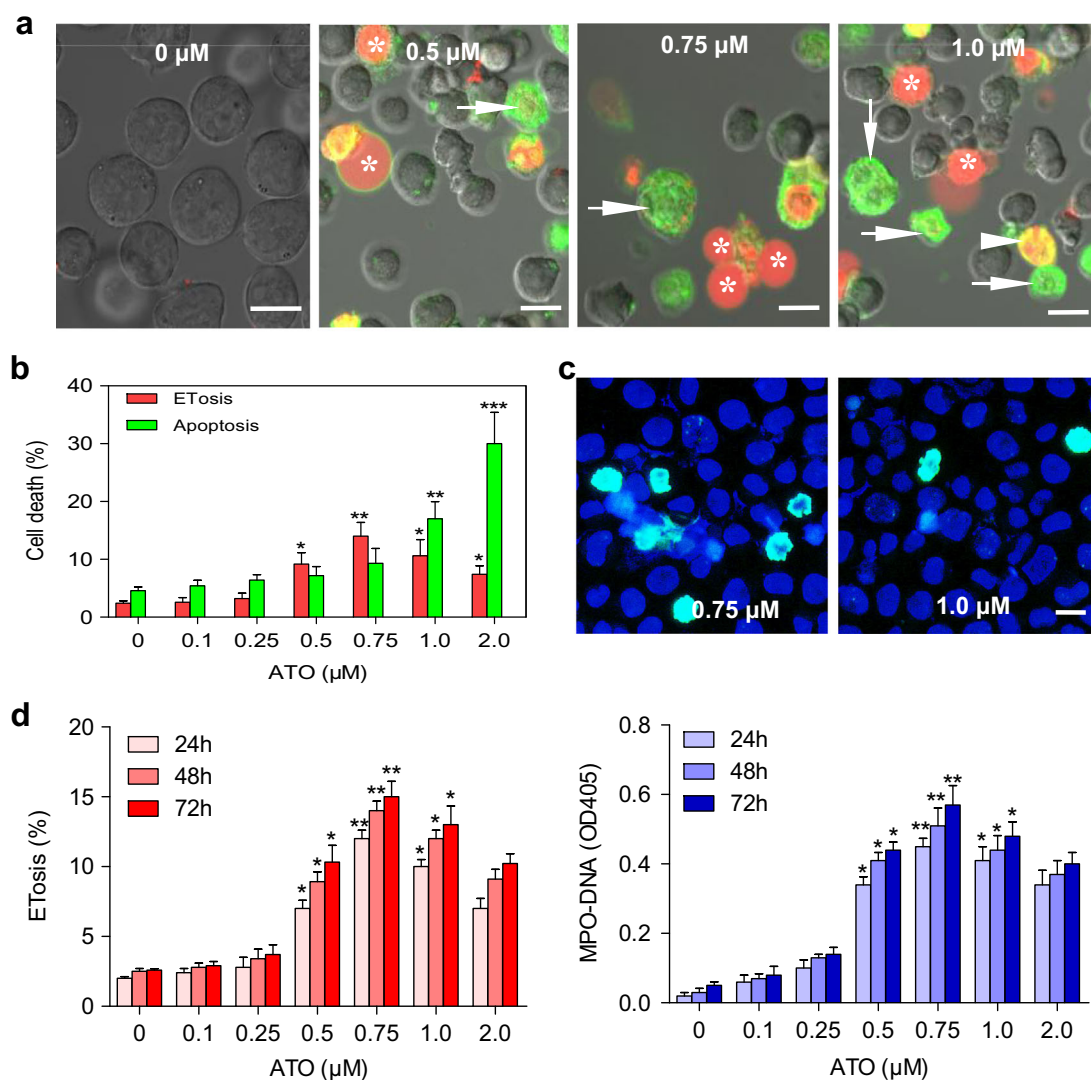 a
0 µM
0.5 µM
0.75 µM
1.0 µM
*
*
*
*
*
*
*
b
Cell death (%)
40
30
20
10
0
ETosis
Apoptosis
*
**
*
**
*
***
0 0.1 0.25 0.5 0.75 1.0 2.0
ATO (µM)
c
0.75 µM
1.0 µM
d
ETosis (%)
20
15
10
5
0
24h
48h
72h
* * *
** ** **
* * *
0 0.1 0.25 0.5 0.75 1.0 2.0
ATO (µM)
MPO-DNA (OD405)
0.8
0.6
0.4
0.2
0.0
24h
48h
72h
* * *
** ** **
* * *
0 0.1 0.25 0.5 0.75 1.0 2.0
ATO (µM)